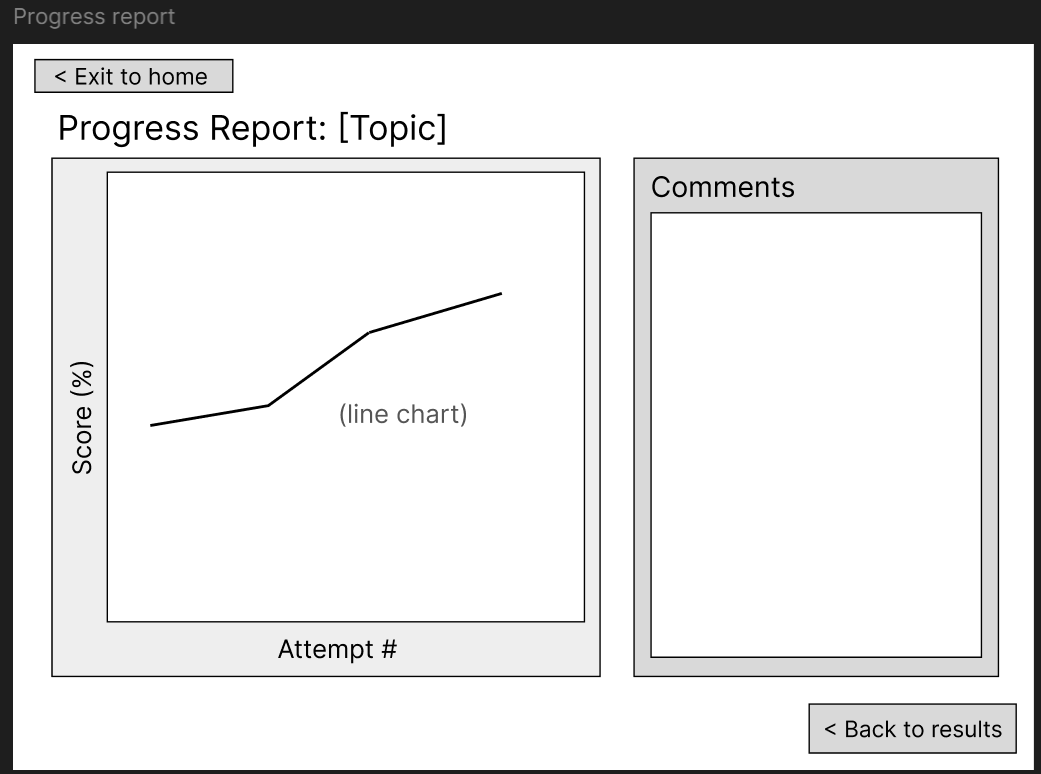 Progress report
< Exit to home
Progress Report: [Topic]
Score (%)
(line chart)
Attempt #
Comments
< Back to results